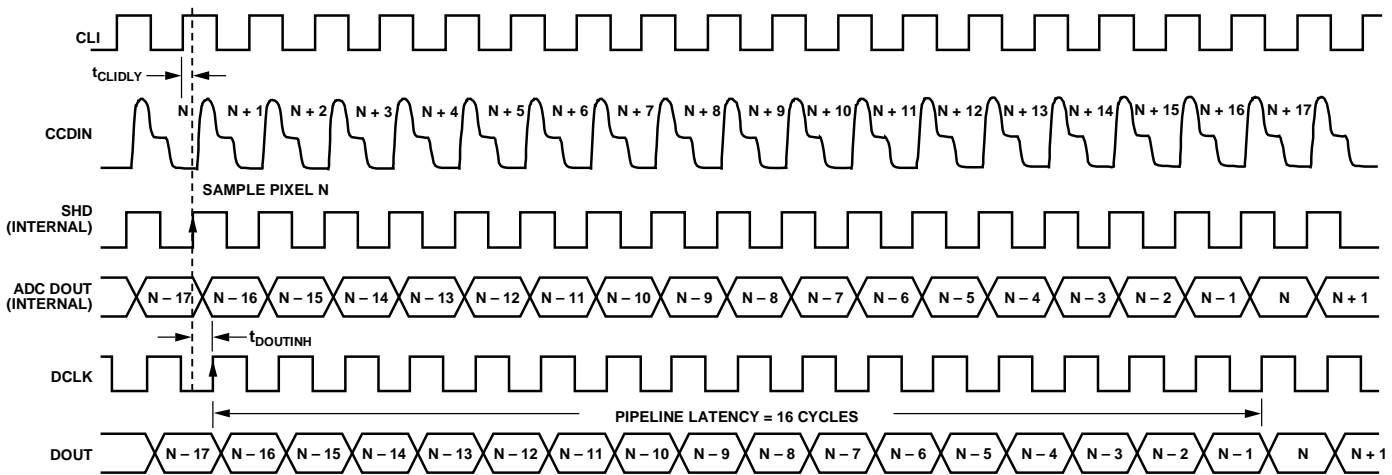 CLI
tCLIDLY
N N + 1 N + 2 N + 3 N + 4 N + 5 N + 6 N + 7 N + 8 N + 9 N + 10 N + 11 N + 12 N + 13 N + 14 N + 15 N + 16 N + 17
CCDIN
SAMPLE PIXEL N
SHD
(INTERNAL)
ADC DOUT
(INTERNAL)
N – 17 N – 16 N – 15 N – 14 N – 13 N – 12 N – 11 N – 10 N – 9 N – 8 N – 7 N – 6 N – 5 N – 4 N – 3 N – 2 N – 1 N N + 1
tDOUTINH
DCLK
PIPELINE LATENCY = 16 CYCLES
DOUT
N – 17 N – 16 N – 15 N – 14 N – 13 N – 12 N – 11 N – 10 N – 9 N – 8 N – 7 N – 6 N – 5 N – 4 N – 3 N – 2 N – 1 N N + 1